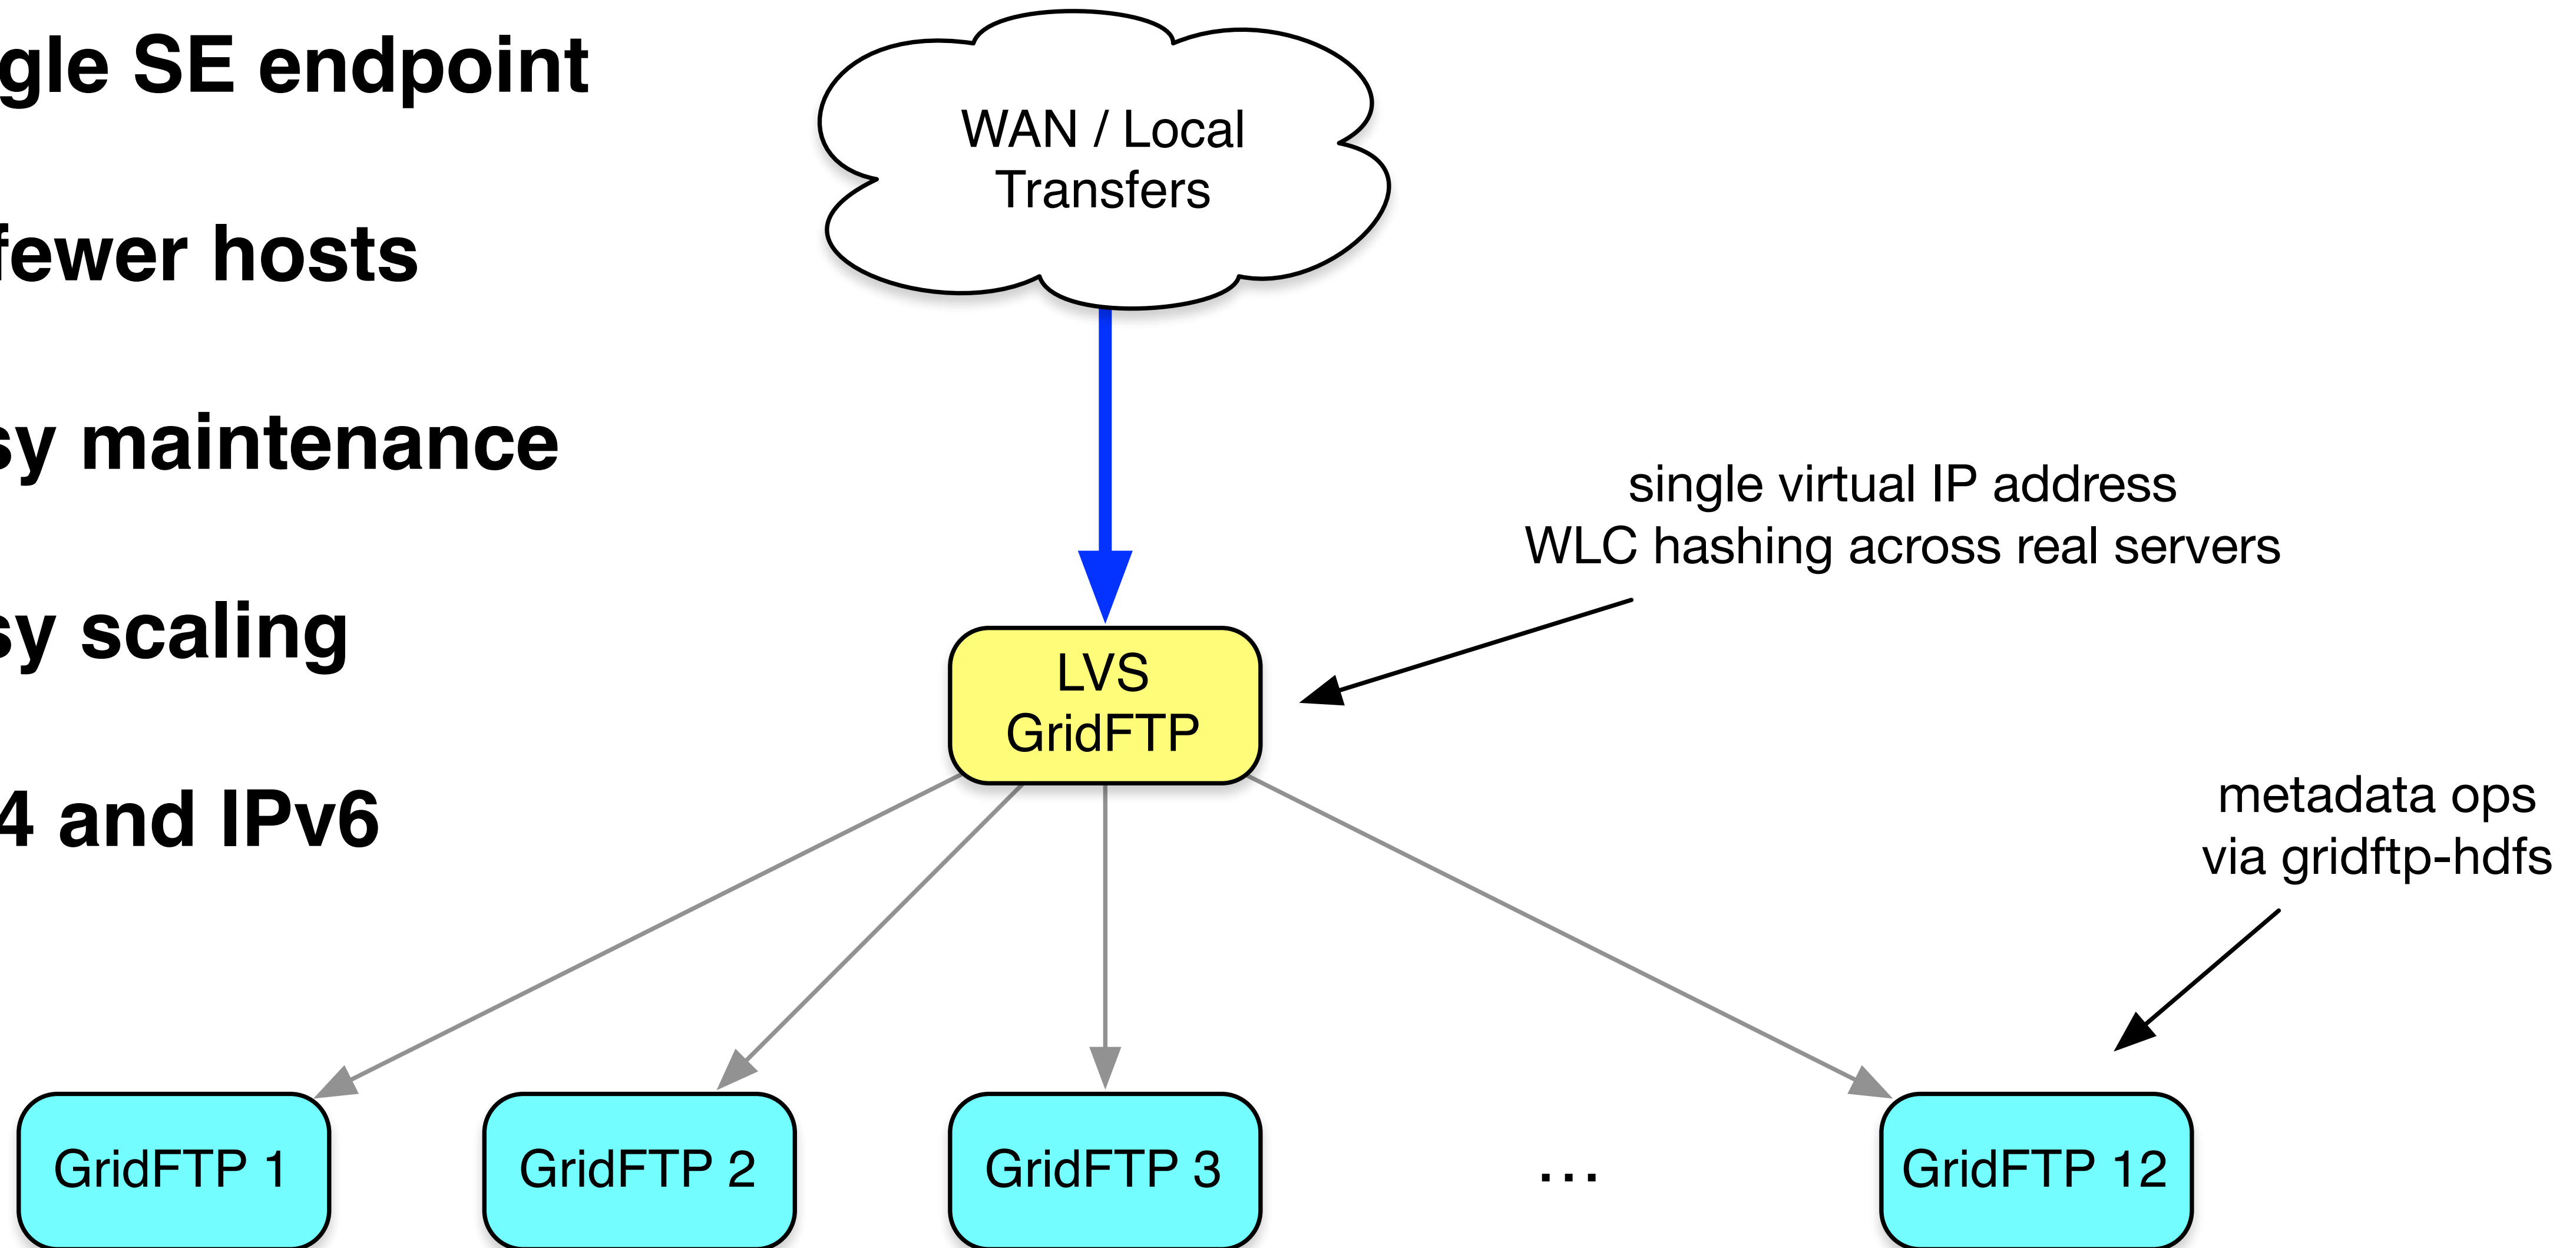 gle SE endpoint
fewer hosts
sy maintenance
sy scaling
4 and IPv6
WAN / Local
Transfers
single virtual IP address
WLC hashing across real servers
LVS
GridFTP
metadata ops
via gridftp-hdfs
GridFTP 1
GridFTP 2
GridFTP 3
...
GridFTP 12